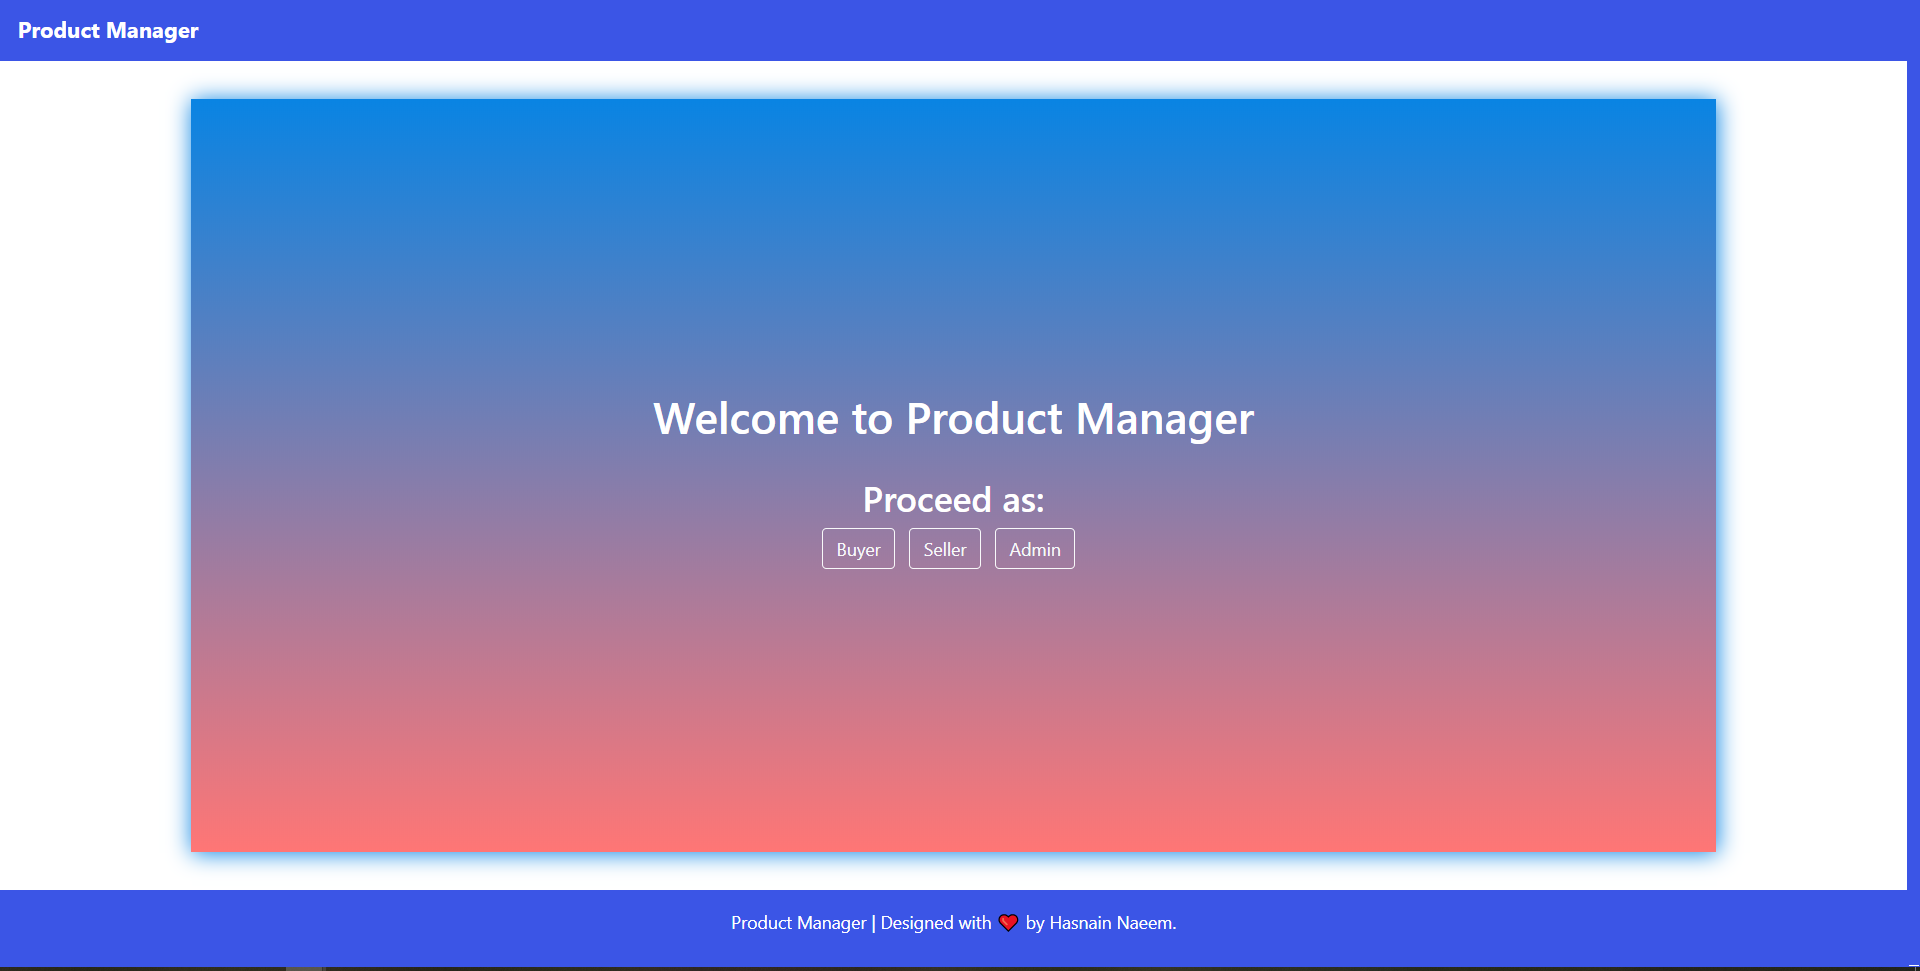 Product Manager
Welcome to Product Manager
Proceed as:
Buyer Seller Admin
Product Manager | Designed with ❤️ by Hasnain Naeem.